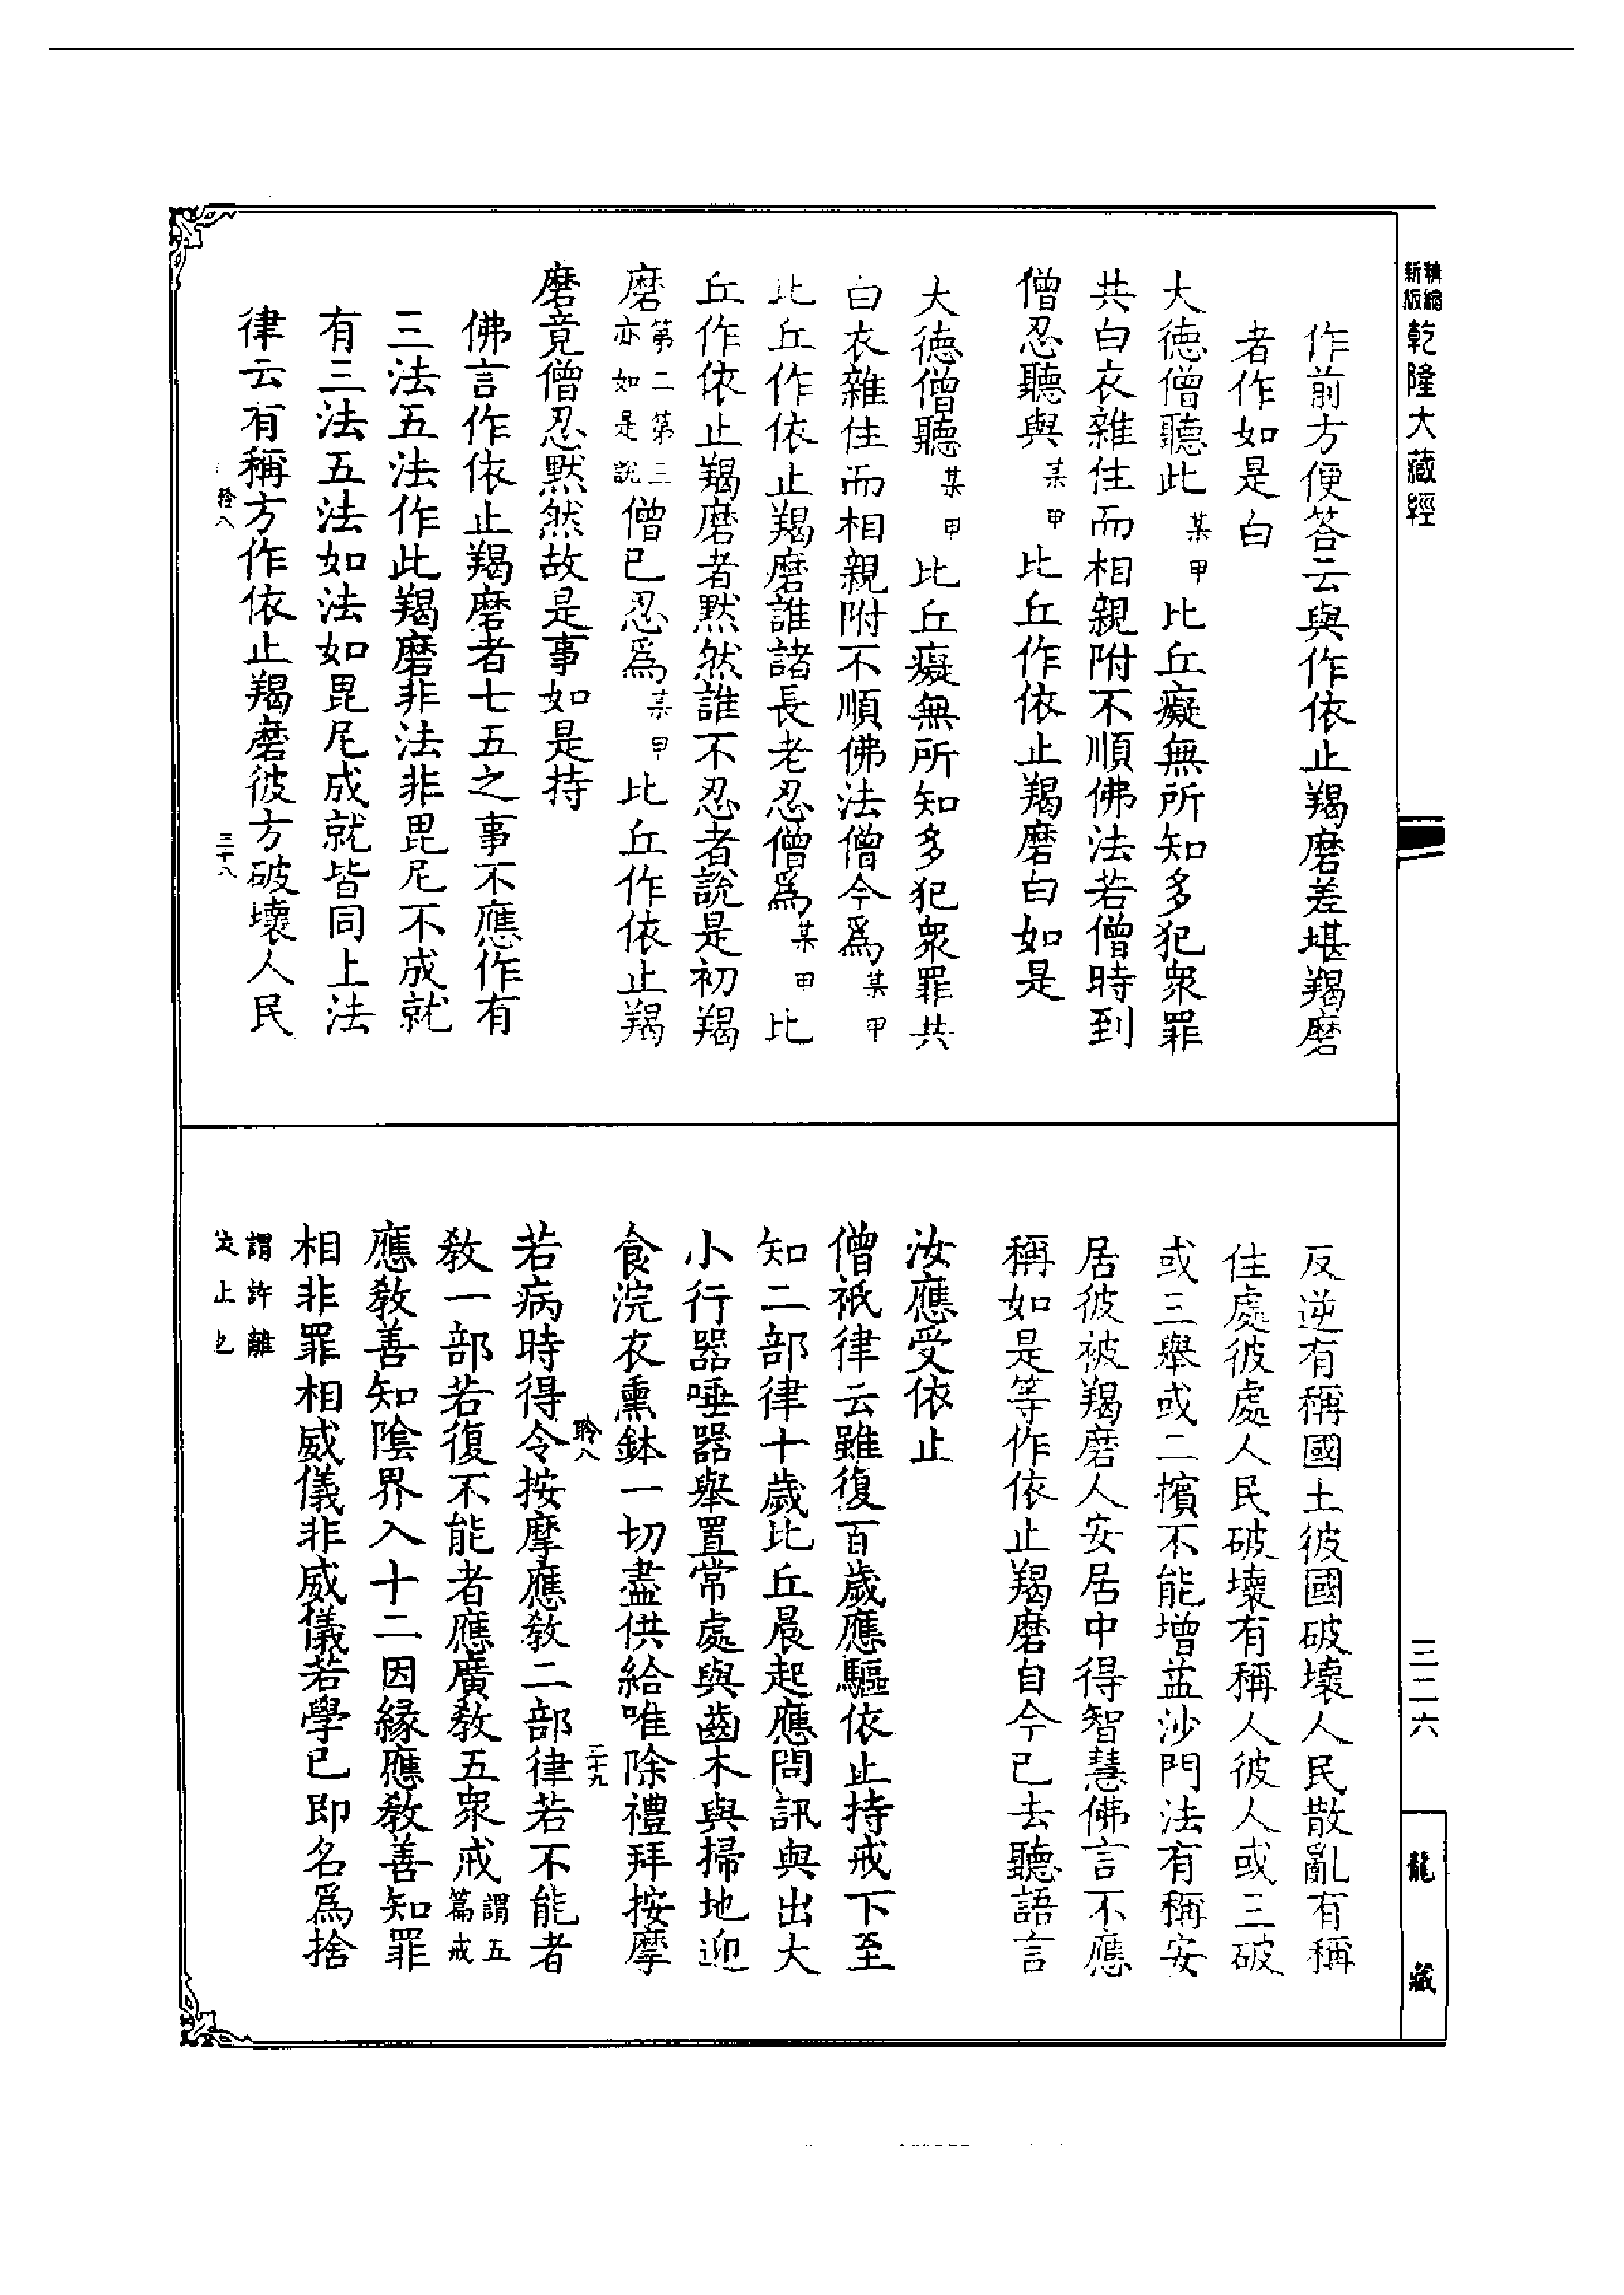 新版精縮乾隆大藏經
作前方便答云與作依止羯磨差堪羯磨
者作如是白
大德僧聽此某甲比丘癡無所知多犯衆罪
共白衣雜住而相親附不順佛法若僧時到
僧忍聽與某甲比丘作依止羯磨白如是
大德僧聽某甲比丘癡無所知多犯衆罪共
白衣雜住而相親附不順佛法僧今爲某甲
比丘作依止羯磨誰諸長老忍僧爲某甲比
丘作依止羯磨者默然誰不忍者說是初羯
磨第二第三亦如是說僧已忍爲某甲比丘作依止羯
磨竟僧忍默然故是事如是持
佛言作依止羯磨者七五之事不應作有
三法五法作此羯磨非法非毘尼不成就
有三法五法如法如毘尼成就皆同上法
律云有稱方作依止羯磨彼方破壞人民
三十八
反逆有稱國土彼國破壞人民散亂有稱
住處彼處人民破壞有稱人彼人或三破
或三舉或二擯不能增益沙門法有稱安
居彼被羯磨人安居中得智慧佛言不應
稱如是等作依止羯磨自今已去聽語言
汝應受依止
僧祇律云雖復百歲應驅依止持戒下至
知二部律十歲比丘晨起應問訊與出大
小行器唾器舉置常處與齒木與掃地迎
食浣衣熏鉢一切盡供給唯除禮拜按摩
三十九
若病時得令按摩應敎二部律若不能者
敎一部若復不能者應廣敎五衆戒謂五篇戒
應敎善知陰界入十二因緣應敎善知罪
相非罪相威儀非威儀若學已即名爲捨
謂許離依止也
三二六
龍藏